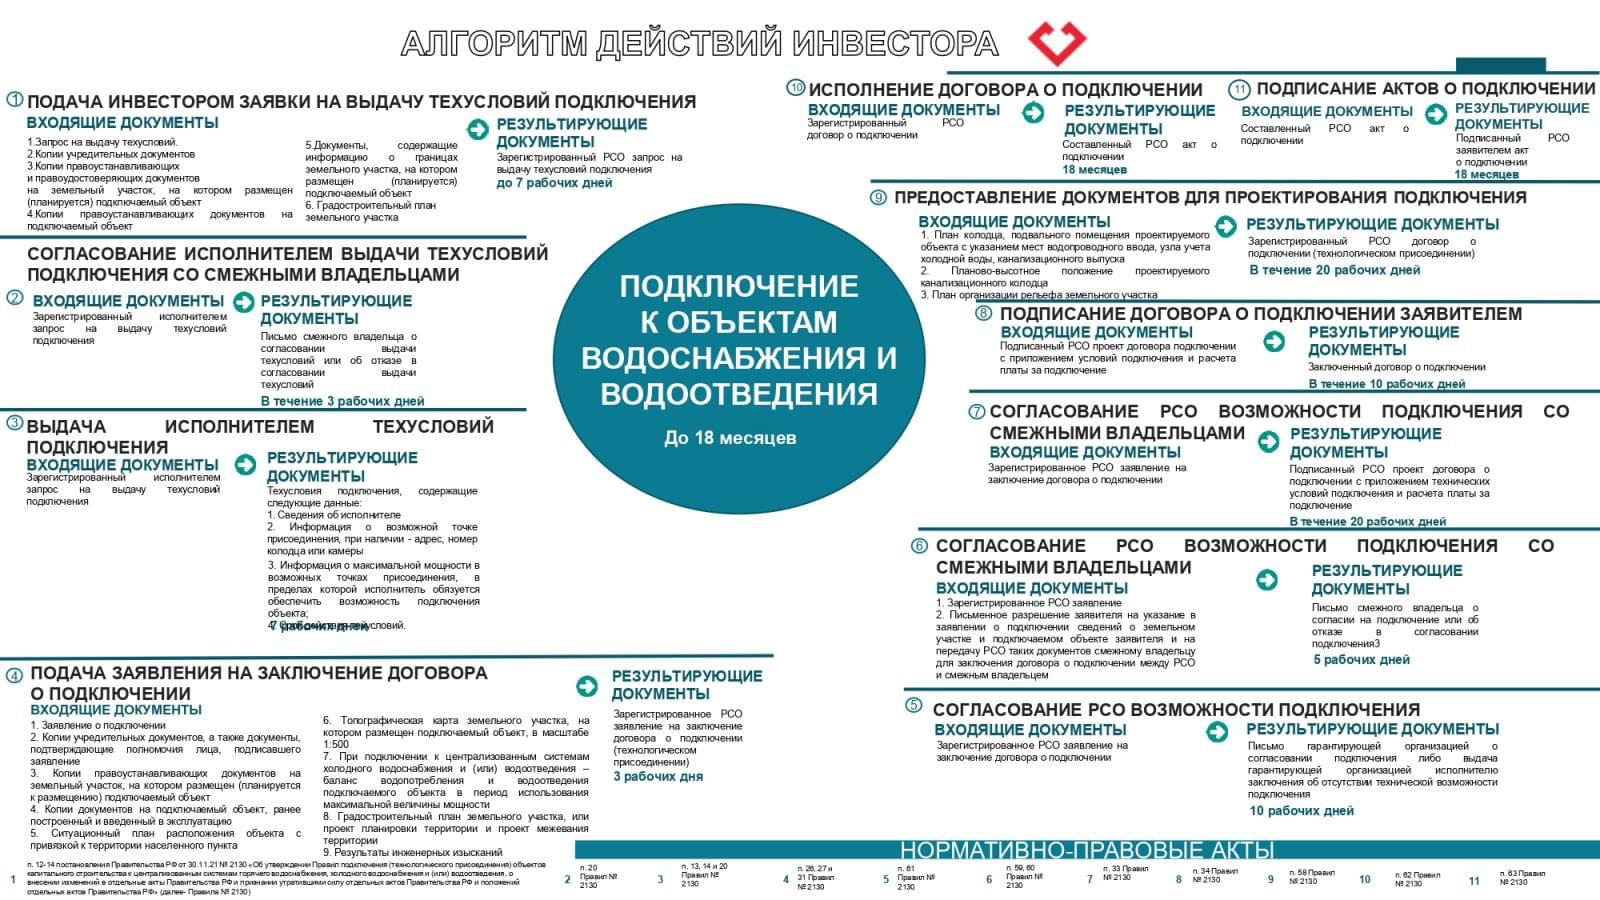 АЛГОРИТМ ДЕЙСТВИЙ ИНВЕСТОРА
1 ПОДАЧА ИНВЕСТОРОМ ЗАЯВКИ НА ВЫДАЧУ ТЕХУСЛОВИЙ ПОДКЛЮЧЕНИЯ
ВХОДЯЩИЕ ДОКУМЕНТЫ
1.Запрос на выдачу техусловий.
2.Копии учредительных документов
3.Копии правоустанавливающих
и правоудостоверяющих документов
на земельный участок, на котором размещен
(планируется) подключаемый объект
4.Копии правоустанавливающих документов на
подключаемый объект
5.Документы, содержащие
информацию о границах
земельного участка, на котором
размещен (планируется)
подключаемый объект
6. Градостроительный план
земельного участка
РЕЗУЛЬТИРУЮЩИЕ
ДОКУМЕНТЫ
Зарегистрированный РСО запрос на
выдачу техусловий подключения
до 7 рабочих дней
СОГЛАСОВАНИЕ ИСПОЛНИТЕЛЕМ ВЫДАЧИ ТЕХУСЛОВИЙ
ПОДКЛЮЧЕНИЯ СО СМЕЖНЫМИ ВЛАДЕЛЬЦАМИ
2 ВХОДЯЩИЕ ДОКУМЕНТЫ
Зарегистрированный исполнителем
запрос на выдачу техусловий
подключения
РЕЗУЛЬТИРУЮЩИЕ
ДОКУМЕНТЫ
Письмо смежного владельца о
согласовании выдачи
техусловий или об отказе в
согласовании выдачи
техусловий
В течение 3 рабочих дней
3 ВЫДАЧА ИСПОЛНИТЕЛЕМ ТЕХУСЛОВИЙ
ПОДКЛЮЧЕНИЯ
ВХОДЯЩИЕ ДОКУМЕНТЫ
Зарегистрированный исполнителем
запрос на выдачу техусловий
подключения
РЕЗУЛЬТИРУЮЩИЕ
ДОКУМЕНТЫ
Техусловия подключения, содержащие
следующие данные:
1. Сведения об исполнителе
2. Информация о возможной точке
присоединения, при наличии - адрес, номер
колодца или камеры
3. Информация о максимальной мощности в
возможных точках присоединения, в
пределах которой исполнитель обязуется
обеспечить возможность подключения
объекта;
4. Срок действия техусловий.
7 рабочих дней
4 ПОДАЧА ЗАЯВЛЕНИЯ НА ЗАКЛЮЧЕНИЕ ДОГОВОРА
О ПОДКЛЮЧЕНИИ
ВХОДЯЩИЕ ДОКУМЕНТЫ
1. Заявление о подключении
2. Копии учредительных документов, а также документы,
подтверждающие полномочия лица, подписавшего
заявление
3. Копии правоустанавливающих документов на
земельный участок, на котором размещен (планируется
к размещению) подключаемый объект
4. Копии документов на подключаемый объект, ранее
построенный и введенный в эксплуатацию
5. Ситуационный план расположения объекта с
привязкой к территории населенного пункта
6. Топографическая карта земельного участка, на
котором размещен подключаемый объект, в масштабе
1:500
7. При подключении к централизованным системам
холодного водоснабжения и (или) водоотведения –
баланс водопотребления и водоотведения
подключаемого объекта в период использования
максимальной величины мощности
8. Градостроительный план земельного участка, или
проект планировки территории и проект межевания
территории
9. Результаты инженерных изысканий
РЕЗУЛЬТИРУЮЩИЕ
ДОКУМЕНТЫ
Зарегистрированное РСО
заявление на заключение
договора о подключении
(технологическом
присоединении)
3 рабочих дня
ПОДКЛЮЧЕНИЕ
К ОБЪЕКТАМ
ВОДОСНАБЖЕНИЯ И
ВОДООТВЕДЕНИЯ
До 18 месяцев
10 ИСПОЛНЕНИЕ ДОГОВОРА О ПОДКЛЮЧЕНИИ
ВХОДЯЩИЕ ДОКУМЕНТЫ
Зарегистрированный РСО
договор о подключении
РЕЗУЛЬТИРУЮЩИЕ
ДОКУМЕНТЫ
Составленный РСО акт о
подключении
18 месяцев
11 ПОДПИСАНИЕ АКТОВ О ПОДКЛЮЧЕНИИ
ВХОДЯЩИЕ ДОКУМЕНТЫ
Составленный РСО акт о
подключении
РЕЗУЛЬТИРУЮЩИЕ
ДОКУМЕНТЫ
Подписанный РСО
заявителем акт
о подключении
18 месяцев
9 ПРЕДОСТАВЛЕНИЕ ДОКУМЕНТОВ ДЛЯ ПРОЕКТИРОВАНИЯ ПОДКЛЮЧЕНИЯ
ВХОДЯЩИЕ ДОКУМЕНТЫ
1. План колодца, подвального помещения проектируемого
объекта с указанием мест водопроводного ввода, узла учета
холодной воды, канализационного выпуска
2. Планово-высотное положение проектируемого
канализационного колодца
3. План организации рельефа земельного участка
РЕЗУЛЬТИРУЮЩИЕ ДОКУМЕНТЫ
Зарегистрированный РСО договор о
подключении (технологическом присоединении)
В течение 20 рабочих дней
8 ПОДПИСАНИЕ ДОГОВОРА О ПОДКЛЮЧЕНИИ ЗАЯВИТЕЛЕМ
ВХОДЯЩИЕ ДОКУМЕНТЫ
Подписанный РСО проект договора подключении
с приложением условий подключения и расчета
платы за подключение
РЕЗУЛЬТИРУЮЩИЕ
ДОКУМЕНТЫ
Заключенный договор о подключении
В течение 10 рабочих дней
7 СОГЛАСОВАНИЕ РСО ВОЗМОЖНОСТИ ПОДКЛЮЧЕНИЯ СО
СМЕЖНЫМИ ВЛАДЕЛЬЦАМИ
ВХОДЯЩИЕ ДОКУМЕНТЫ
Зарегистрированное РСО заявление на
заключение договора о подключении
РЕЗУЛЬТИРУЮЩИЕ
ДОКУМЕНТЫ
Подписанный РСО проект договора о
подключении с приложением технических
условий подключения и расчета платы за
подключение
В течение 20 рабочих дней
6 СОГЛАСОВАНИЕ РСО ВОЗМОЖНОСТИ ПОДКЛЮЧЕНИЯ СО
СМЕЖНЫМИ ВЛАДЕЛЬЦАМИ
ВХОДЯЩИЕ ДОКУМЕНТЫ
1. Зарегистрированное РСО заявление
2. Письменное разрешение заявителя на указание в
заявлении о подключении сведений о земельном
участке и подключаемом объекте заявителя и на
передачу РСО таких документов смежному владельцу
для заключения договора о подключении между РСО
и смежным владельцем
РЕЗУЛЬТИРУЮЩИЕ
ДОКУМЕНТЫ
Письмо смежного владельца о
согласии на подключение или об
отказе в согласовании
подключения3
5 рабочих дней
5 СОГЛАСОВАНИЕ РСО ВОЗМОЖНОСТИ ПОДКЛЮЧЕНИЯ
ВХОДЯЩИЕ ДОКУМЕНТЫ
Зарегистрированное РСО заявление на
заключение договора о подключении
РЕЗУЛЬТИРУЮЩИЕ ДОКУМЕНТЫ
Письмо гарантирующей организацией о
согласовании подключения либо выдача
гарантирующей организацией исполнителю
заключения об отсутствии технической возможности
подключения
10 рабочих дней
НОРМАТИВНО-ПРАВОВЫЕ АКТЫ
1 п. 12-14 постановления Правительства РФ от 30.11.21 № 2130 «Об утверждении Правил подключения (технологического присоединения) объектов
капитального строительства к централизованным системам горячего водоснабжения, холодного водоснабжения и (или) водоотведения, о
внесении изменений в отдельные акты Правительства РФ и признании утратившими силу отдельных актов Правительства РФ и положений
отдельных актов Правительства РФ» (далее- Правила № 2130)
2 п. 20
Правил №
2130
3 п. 13, 14 и 20
Правил №
2130
4 п. 26, 27 и
31 Правил
№ 2130
5 п. 61
Правил №
2130
6 п. 59, 60
Правил №
2130
7 п. 33 Правил
№ 2130
8 п. 34 Правил
№ 2130
9 п. 58 Правил
№ 2130
10 п. 62 Правил
№ 2130
11 п. 63 Правил
№ 2130